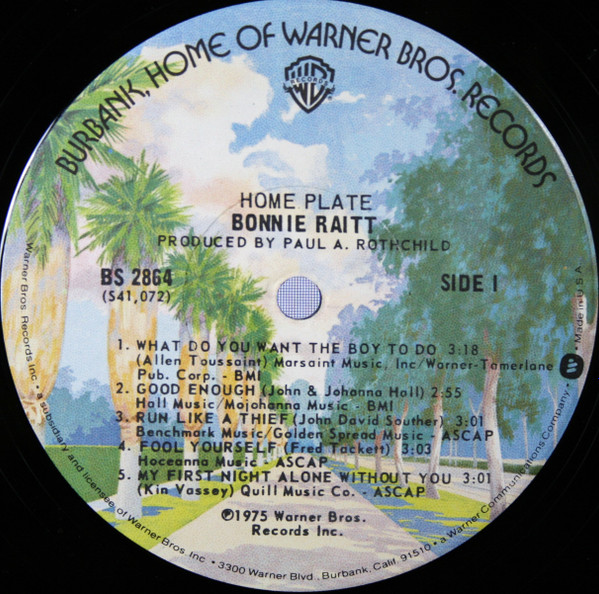 BURBANK, HOME OF WARNER BROS. RECORDS
RECORDS
HOME PLATE
BONNIE RAITT
PRODUCED BY PAUL A. ROTHCHILD
BS 2864
(S41,072)
SIDE I
1. WHAT DO YOU WANT THE BOY TO DO 3:18
(Allen Toussaint) Marsaint Music, Inc/Warner-Tamerlane
Pub. Corp. - BMI
2. GOOD ENOUGH (John & Johanna Hall) 2:55
Hall Music/Mojohanna Music - BMI
3. RUN LIKE A THIEF (John David Souther) 3:01
Benchmark Music/Golden Spread Music - ASCAP
4. FOOL YOURSELF (Fred Tackett) 3:03
Hoceanna Music - ASCAP
5. MY FIRST NIGHT ALONE WITHOUT YOU 3:01
(Kin Vassey) Quill Music Co. - ASCAP
℗1975 Warner Bros.
Records Inc.
Warner Bros. Records Inc. • a subsidiary and licensee of Warner Bros Inc • 3300 Warner Blvd., Burbank, Calif. 91510 • a Warner Communications Company • Made in U.S.A.